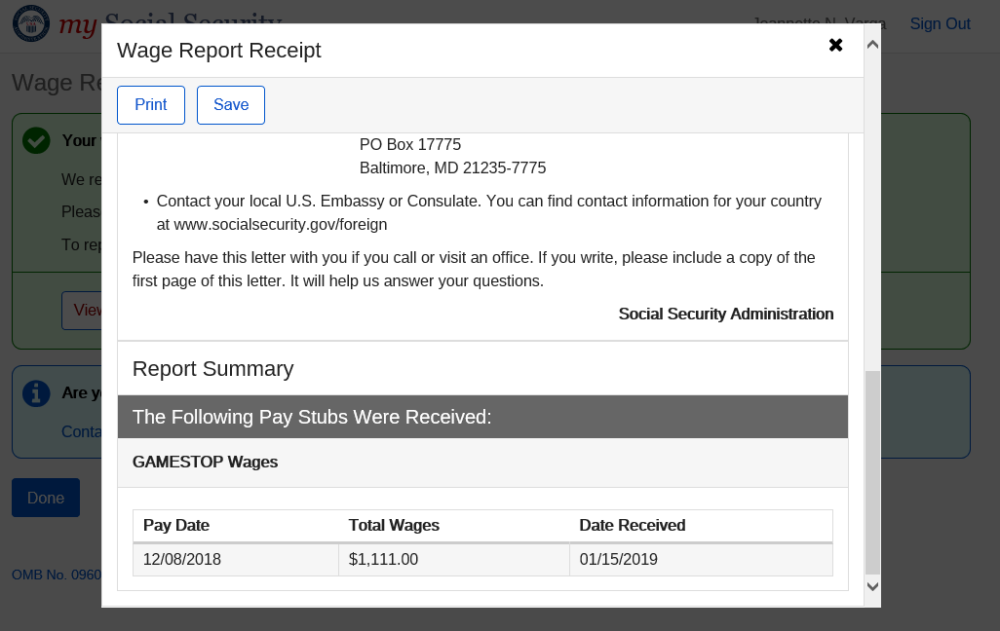 my Social Security
Jeannette N. Varga
Sign Out
Wage Report Receipt
Print
Save
PO Box 17775
Baltimore, MD 21235-7775
• Contact your local U.S. Embassy or Consulate. You can find contact information for your country
at www.socialsecurity.gov/foreign
Please have this letter with you if you call or visit an office. If you write, please include a copy of the
first page of this letter. It will help us answer your questions.
Social Security Administration
Report Summary
The Following Pay Stubs Were Received:
GAMESTOP Wages
Pay Date Total Wages Date Received
12/08/2018 $1,111.00 01/15/2019
Wage Re
Your
We re
Pleas
To rep
View
Are yo
Conta
Done
OMB No. 0960